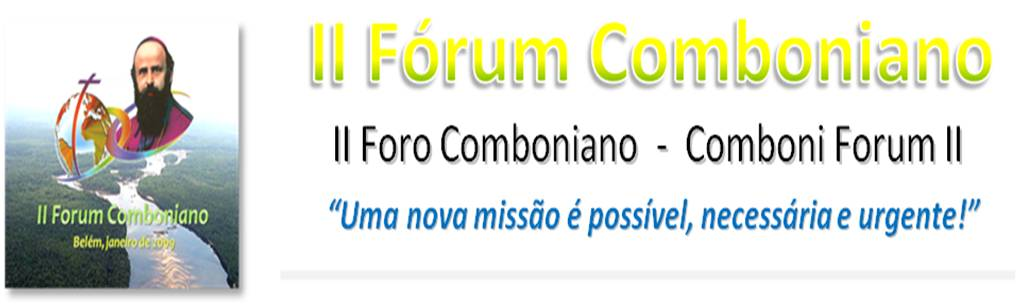 II Fórum Comboniano
II Foro Comboniano - Comboni Forum II
“Uma nova missão é possível, necessária e urgente!”
II Forum Comboniano
Belém, janeiro de 2009